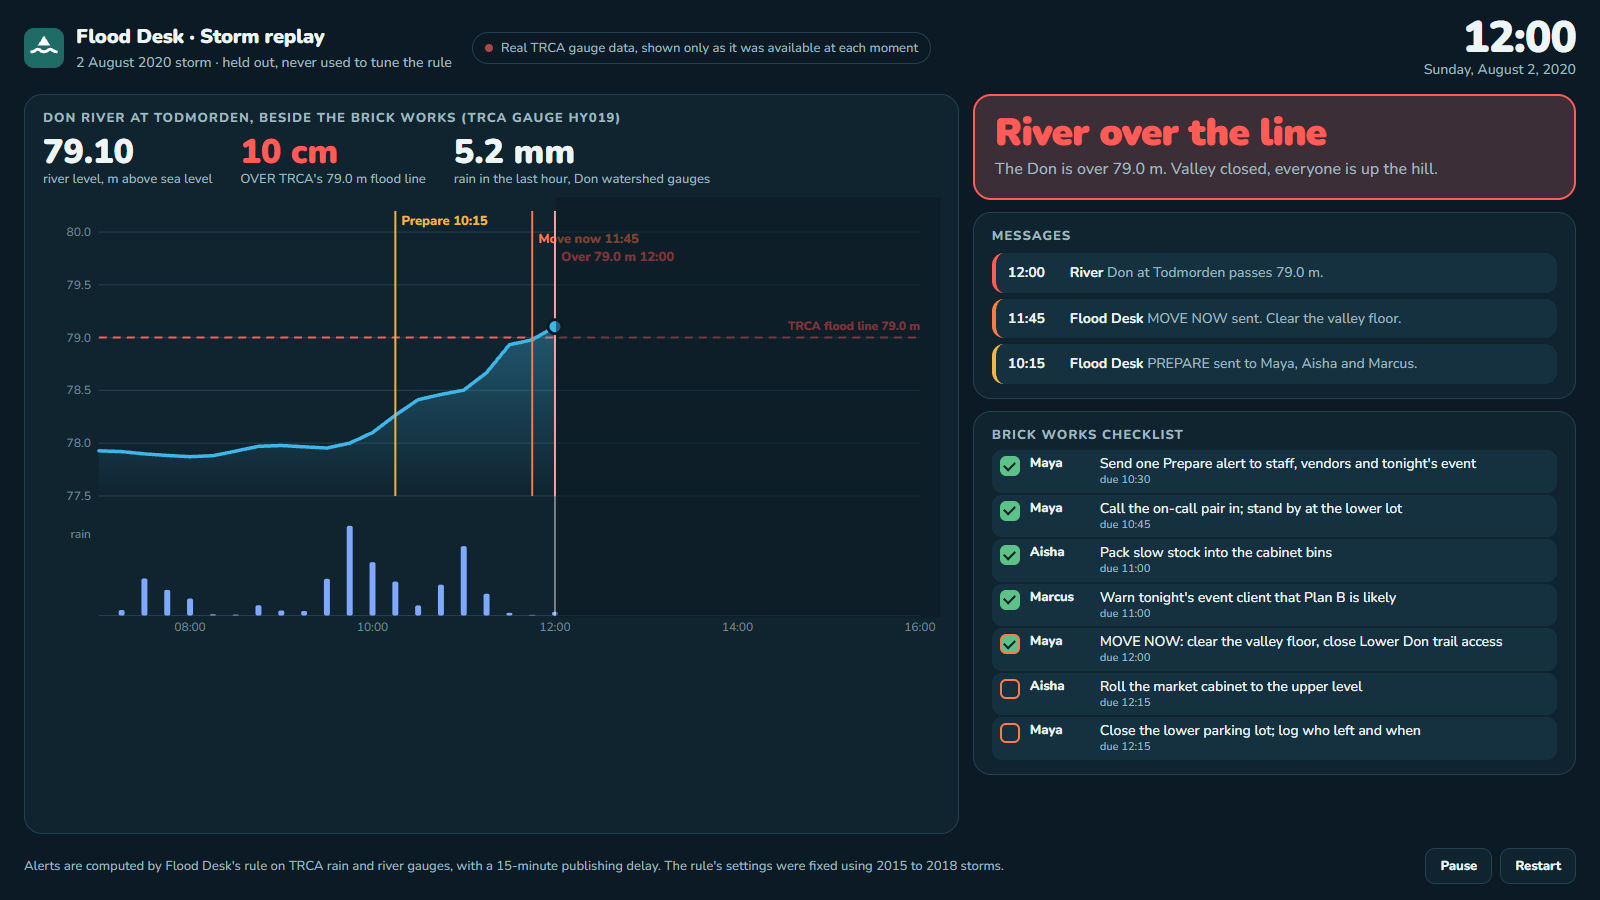 Flood Desk · Storm replay
2 August 2020 storm · held out, never used to tune the rule
Real TRCA gauge data, shown only as it was available at each moment
12:00
Sunday, August 2, 2020
DON RIVER AT TODMORDEN, BESIDE THE BRICK WORKS (TRCA GAUGE HY019)
79.10
river level, m above sea level
10 cm
OVER TRCA's 79.0 m flood line
5.2 mm
rain in the last hour, Don watershed gauges
Prepare 10:15
Move now 11:45
Over 79.0 m 12:00
TRCA flood line 79.0 m
80.0
79.5
79.0
78.5
78.0
77.5
rain
08:00
10:00
12:00
14:00
16:00
River over the line
The Don is over 79.0 m. Valley closed, everyone is up the hill.
MESSAGES
12:00 River Don at Todmorden passes 79.0 m.
11:45 Flood Desk MOVE NOW sent. Clear the valley floor.
10:15 Flood Desk PREPARE sent to Maya, Aisha and Marcus.
BRICK WORKS CHECKLIST
Maya Send one Prepare alert to staff, vendors and tonight's event
due 10:30
Maya Call the on-call pair in; stand by at the lower lot
due 10:45
Aisha Pack slow stock into the cabinet bins
due 11:00
Marcus Warn tonight's event client that Plan B is likely
due 11:00
Maya MOVE NOW: clear the valley floor, close Lower Don trail access
due 12:00
Aisha Roll the market cabinet to the upper level
due 12:15
Maya Close the lower parking lot; log who left and when
due 12:15
Alerts are computed by Flood Desk's rule on TRCA rain and river gauges, with a 15-minute publishing delay. The rule's settings were fixed using 2015 to 2018 storms.
Pause
Restart